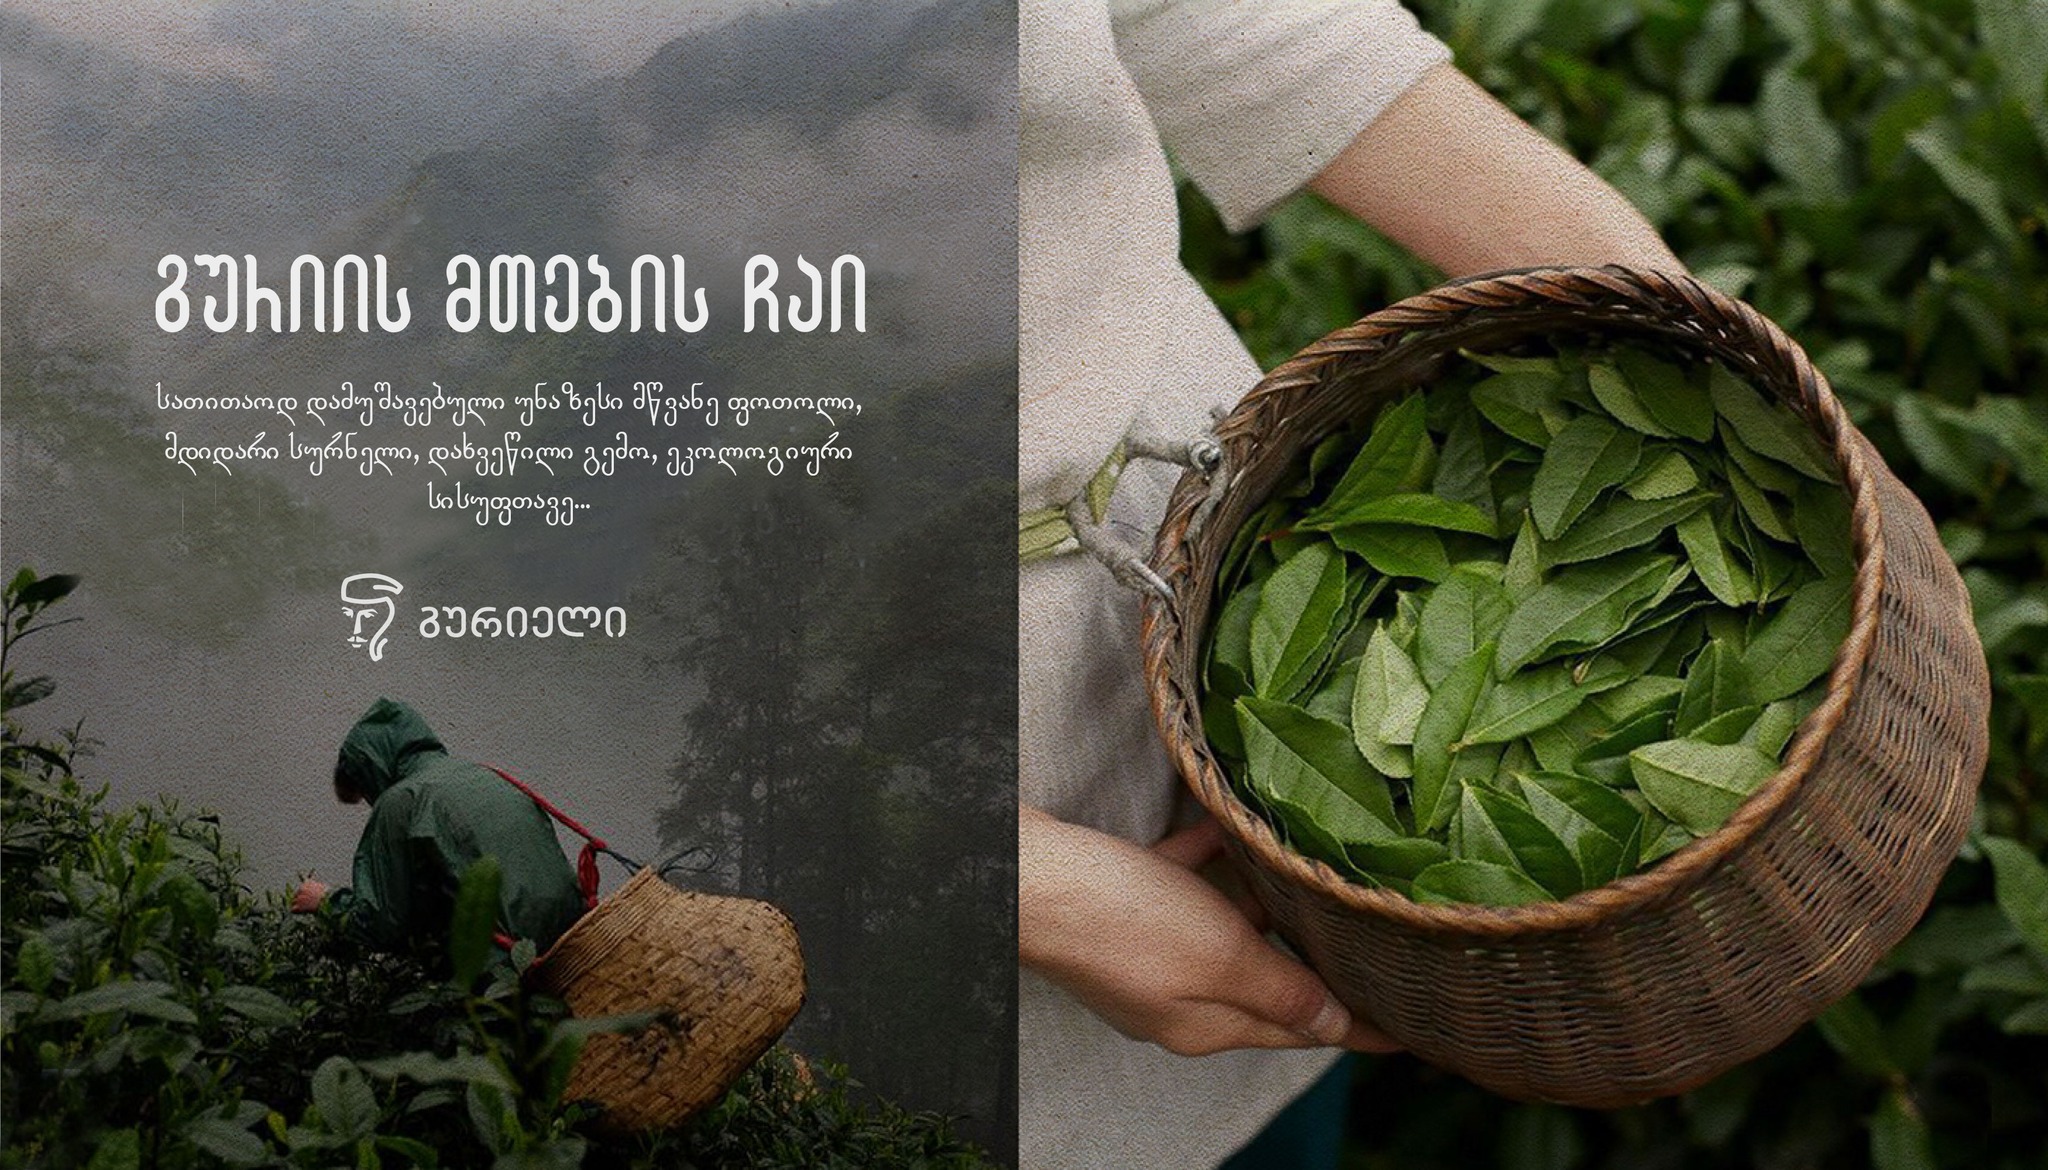 გურიის მთების ჩაი
სათითაოდ დამუშავებული უნაზესი მწვანე ფოთოლი,
მდიდარი სურნელი, დახვეწილი გემო, ეკოლოგიური
სისუფთავე...
გურიელი